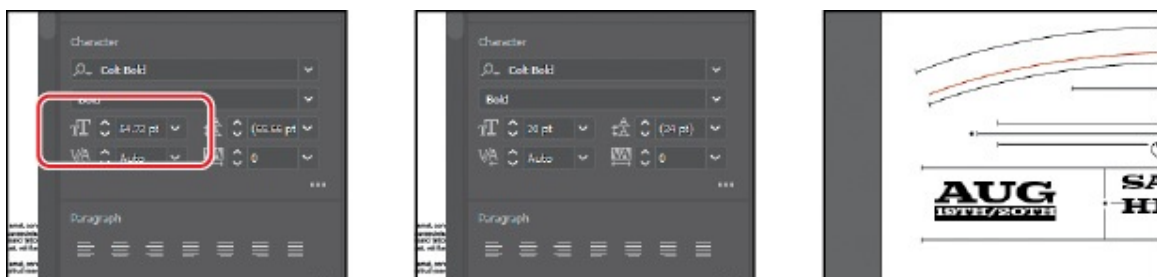 Character
Colt Bold
Bold
54.72 pt
(65.66 pt
Auto
0
Paragraph
Character
Colt Bold
Bold
20 pt
(24 pt)
Auto
0
Paragraph
AUG
19TH/20TH
SA